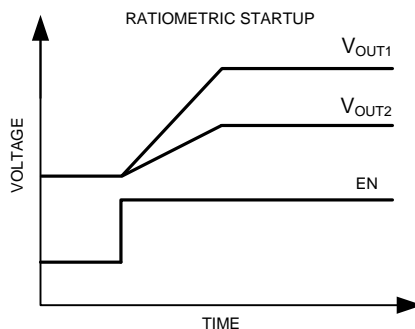 RATIOMETRIC STARTUP
VOUT1
VOUT2
EN
VOLTAGE
TIME